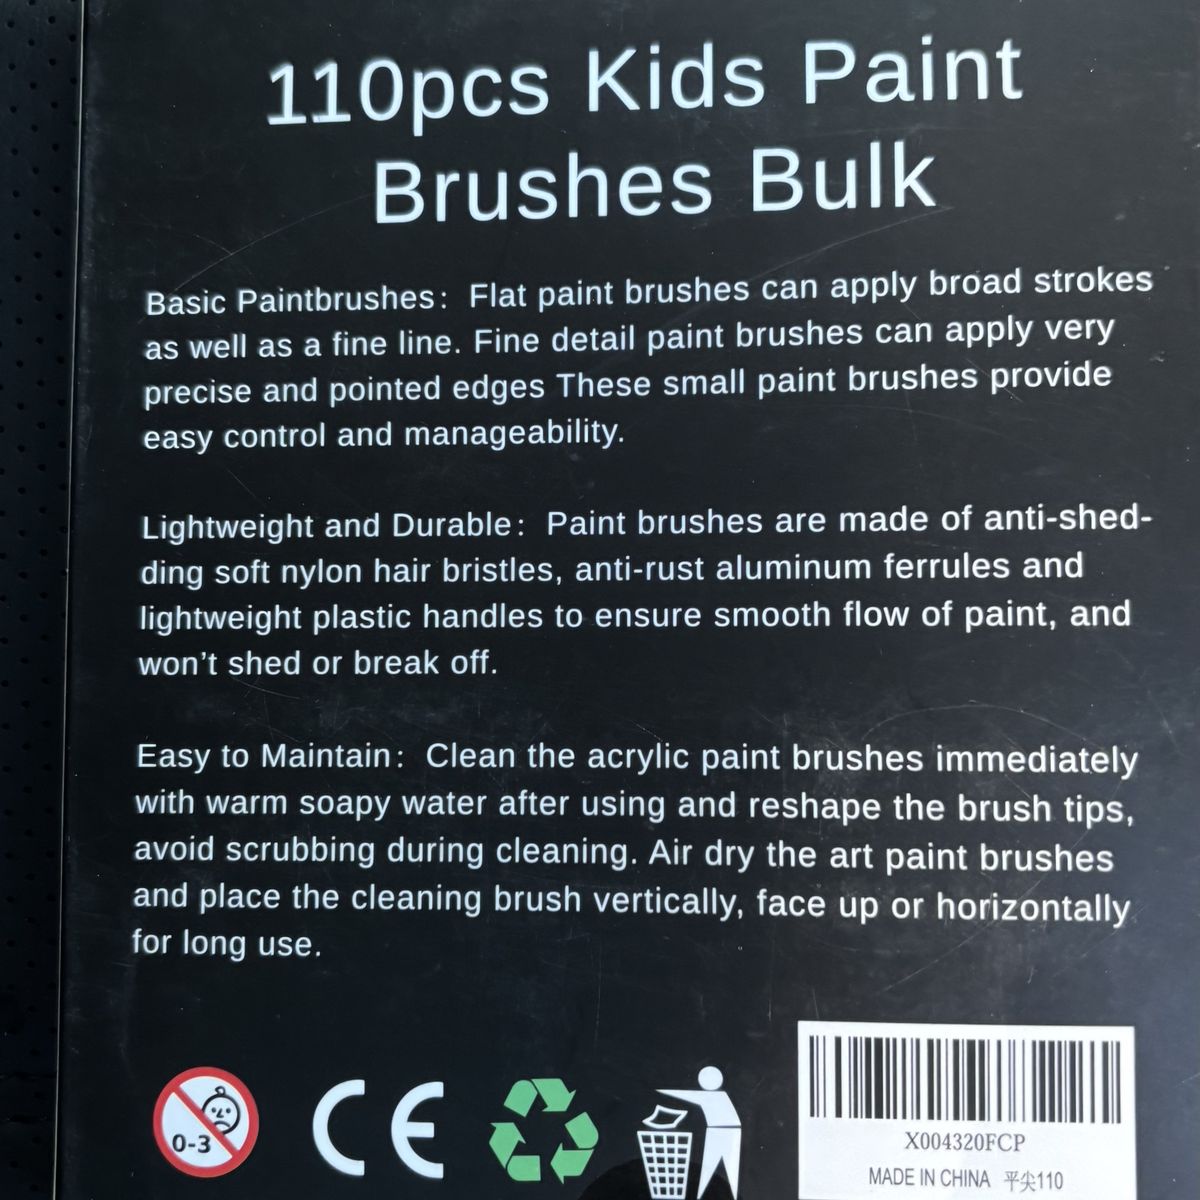 110pcs Kids Paint
Brushes Bulk
Basic Paintbrushes: Flat paint brushes can apply broad strokes
as well as a fine line. Fine detail paint brushes can apply very
precise and pointed edges These small paint brushes provide
easy control and manageability.
Lightweight and Durable: Paint brushes are made of anti-shed-
ding soft nylon hair bristles, anti-rust aluminum ferrules and
lightweight plastic handles to ensure smooth flow of paint, and
won't shed or break off.
Easy to Maintain: Clean the acrylic paint brushes immediately
with warm soapy water after using and reshape the brush tips,
avoid scrubbing during cleaning. Air dry the art paint brushes
and place the cleaning brush vertically, face up or horizontally
for long use.
0-3
CE
X004320FCP
MADE IN CHINA 平尖110